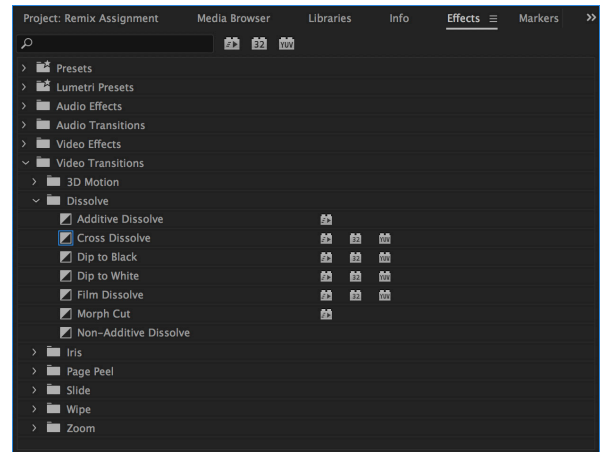 Project: Remix Assignment Media Browser Libraries Info Effects Markers
32 YUV
Presets
Lumetri Presets
Audio Effects
Audio Transitions
Video Effects
Video Transitions
3D Motion
Dissolve
Additive Dissolve
Cross Dissolve 32 YUV
Dip to Black 32 YUV
Dip to White 32 YUV
Film Dissolve 32 YUV
Morph Cut
Non-Additive Dissolve
Iris
Page Peel
Slide
Wipe
Zoom